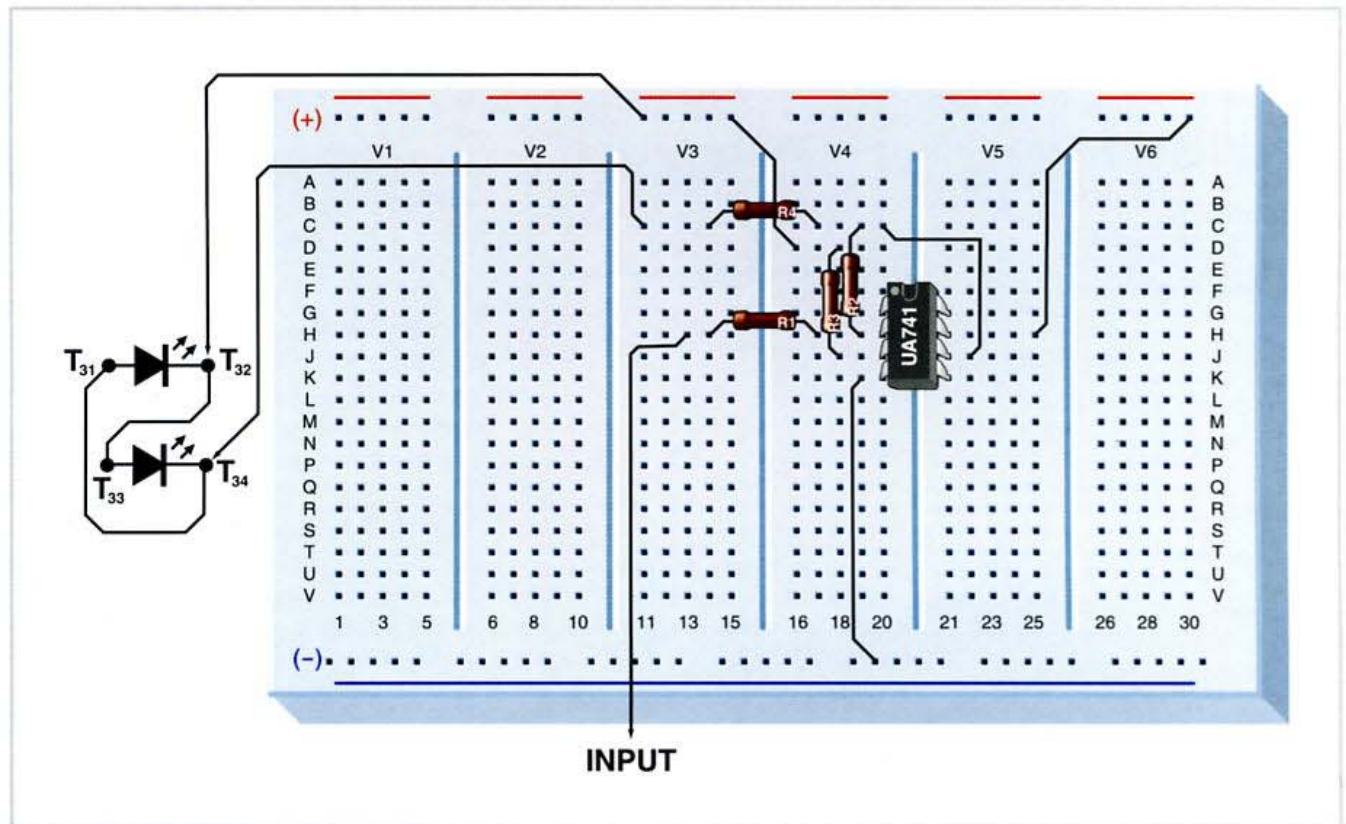 (+)
V1 V2 V3 V4 V5 V6
A A
B B
C R4 C
D D
E E
F F
G R2 G
H R1 R3 UA741 H
J J
T31 T32
K K
L L
M M
N N
P P
T33 T34
Q Q
R R
S S
T T
U U
V V
1 3 5 6 8 10 11 13 15 16 18 20 21 23 25 26 28 30
(-)
INPUT